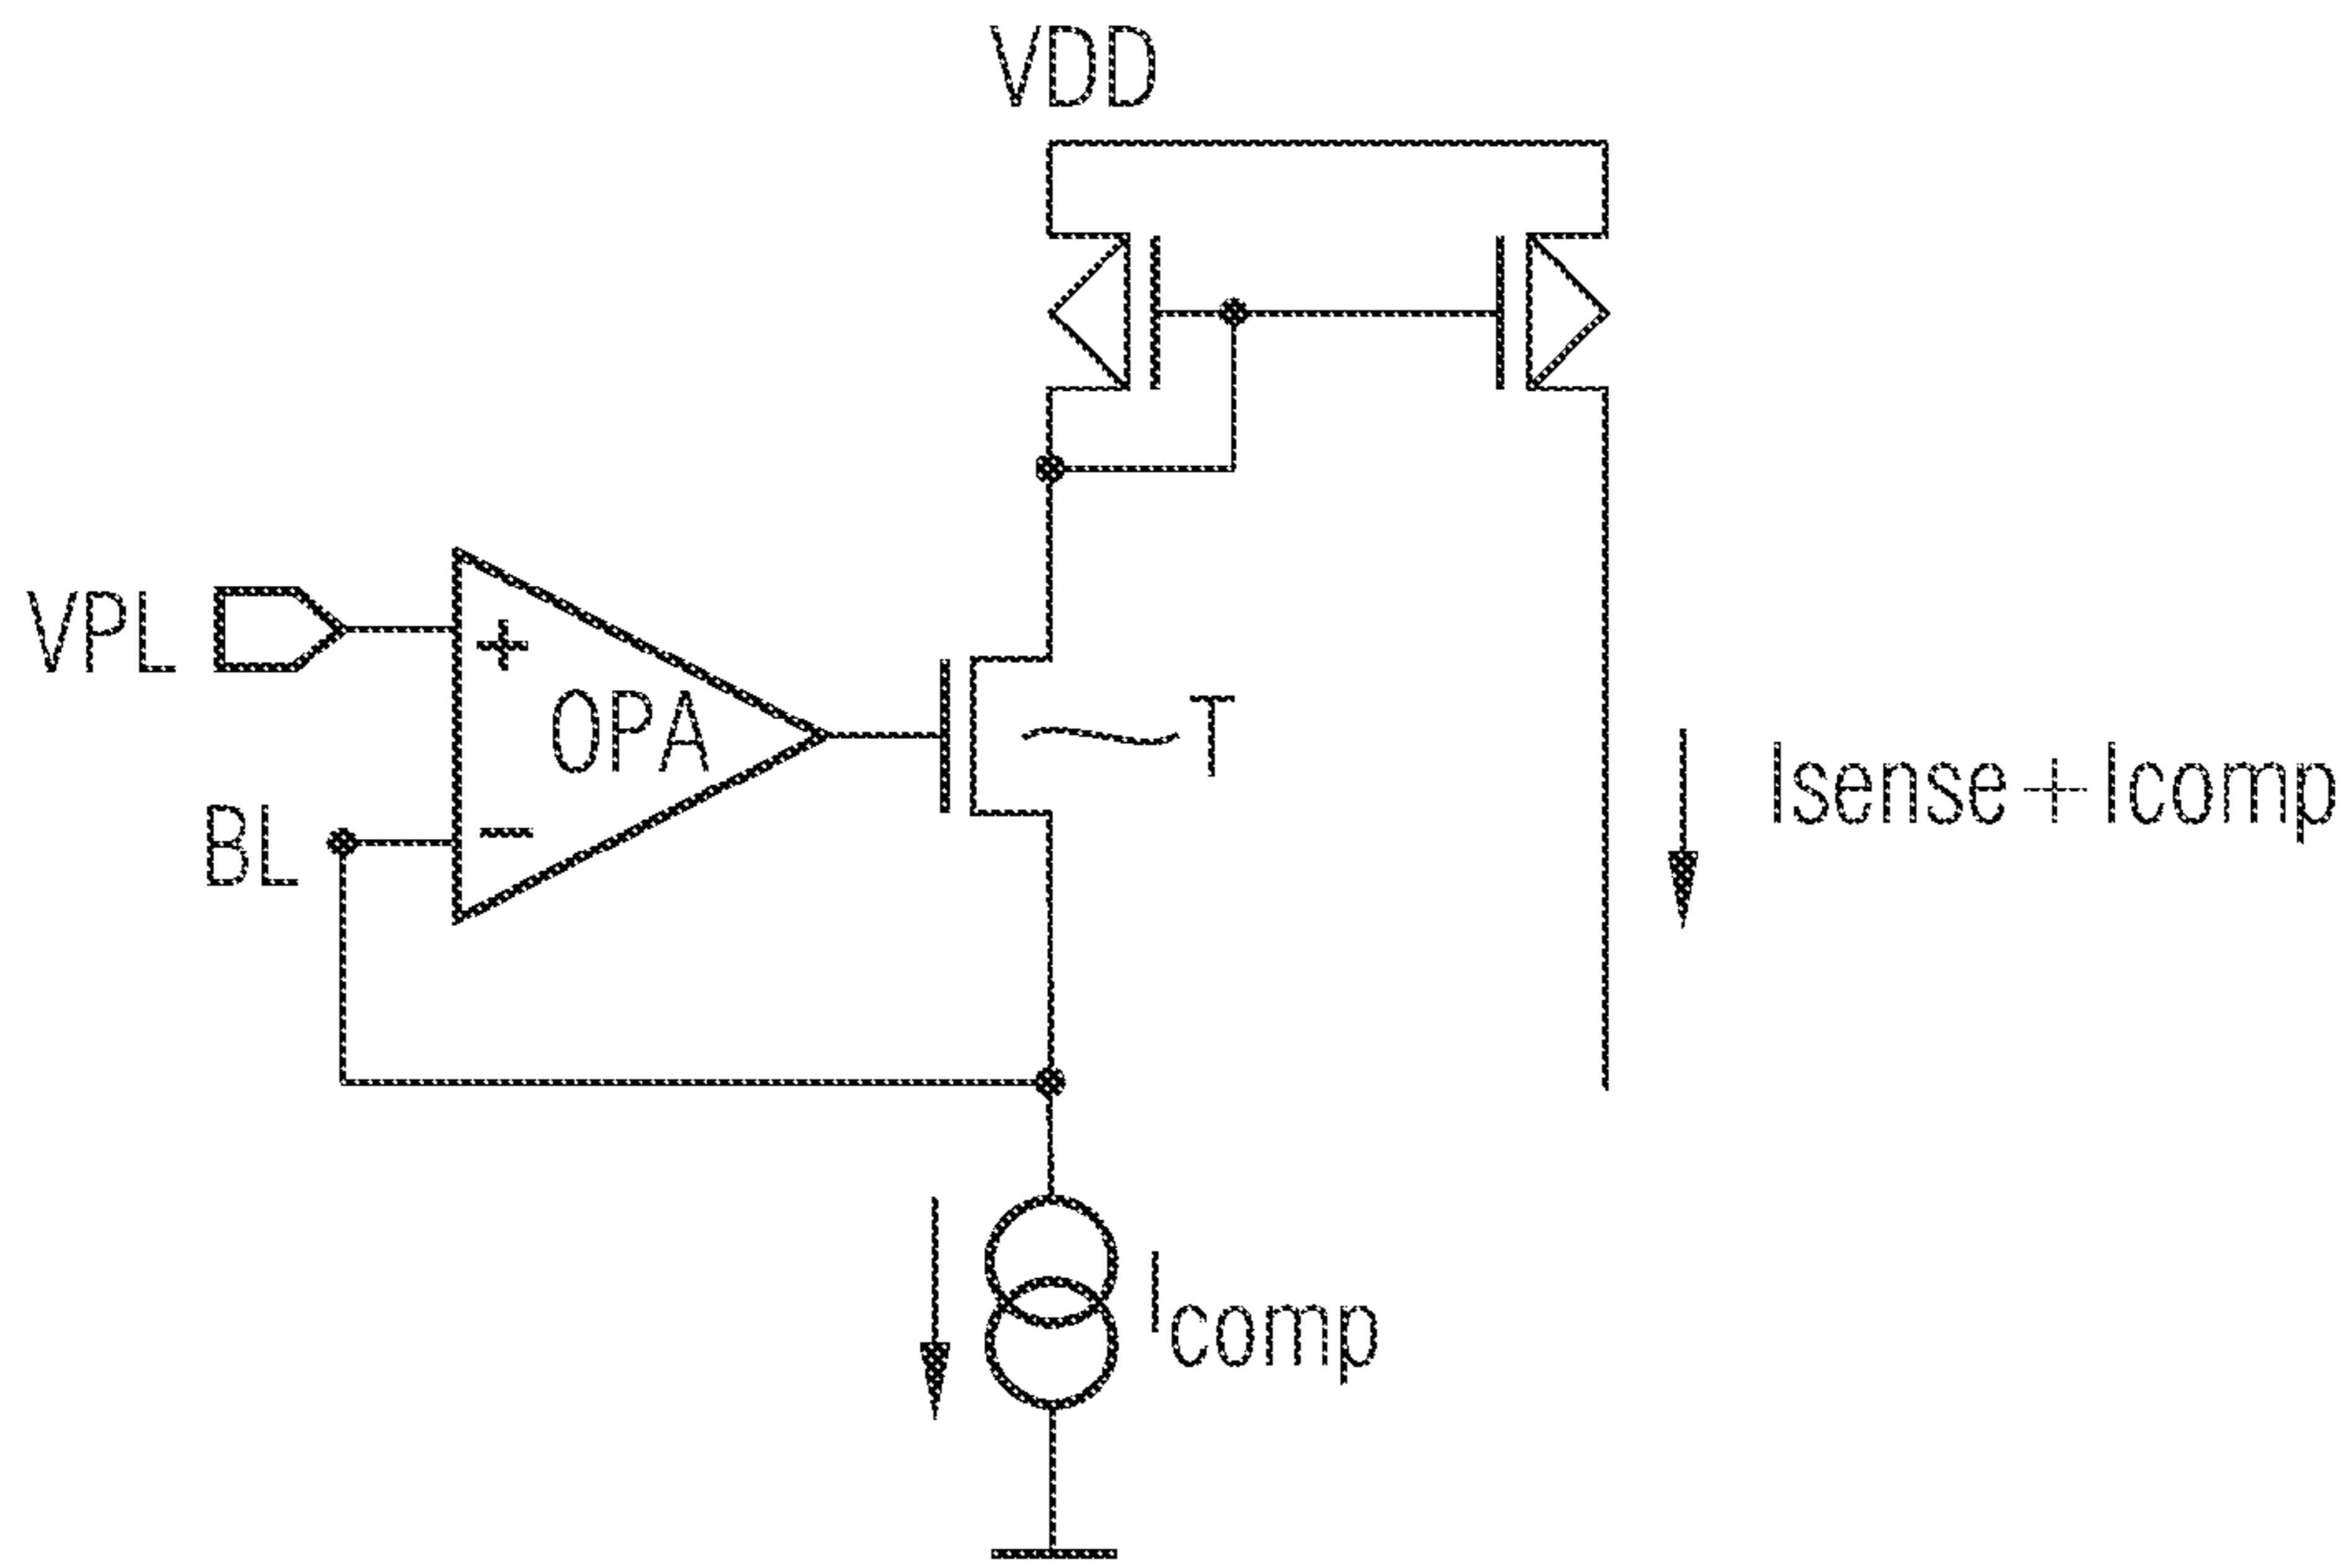 VDD
VPL
+
OPA
T
BL
−
Isense+Icomp
Icomp